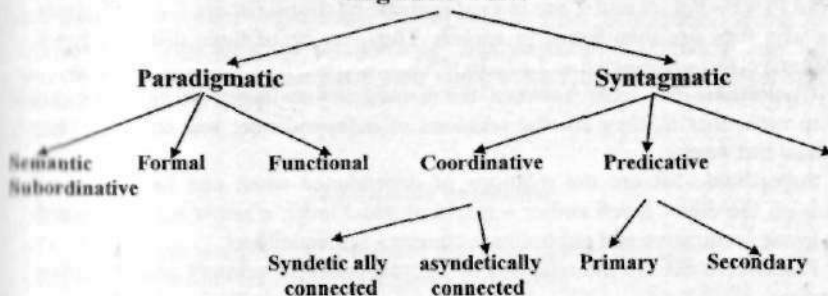 Paradigmatic Syntagmatic
Semantic Formal Functional Coordinative Predicative
Subordinative
Syndetic ally asyndetically Primary Secondary
connected connected